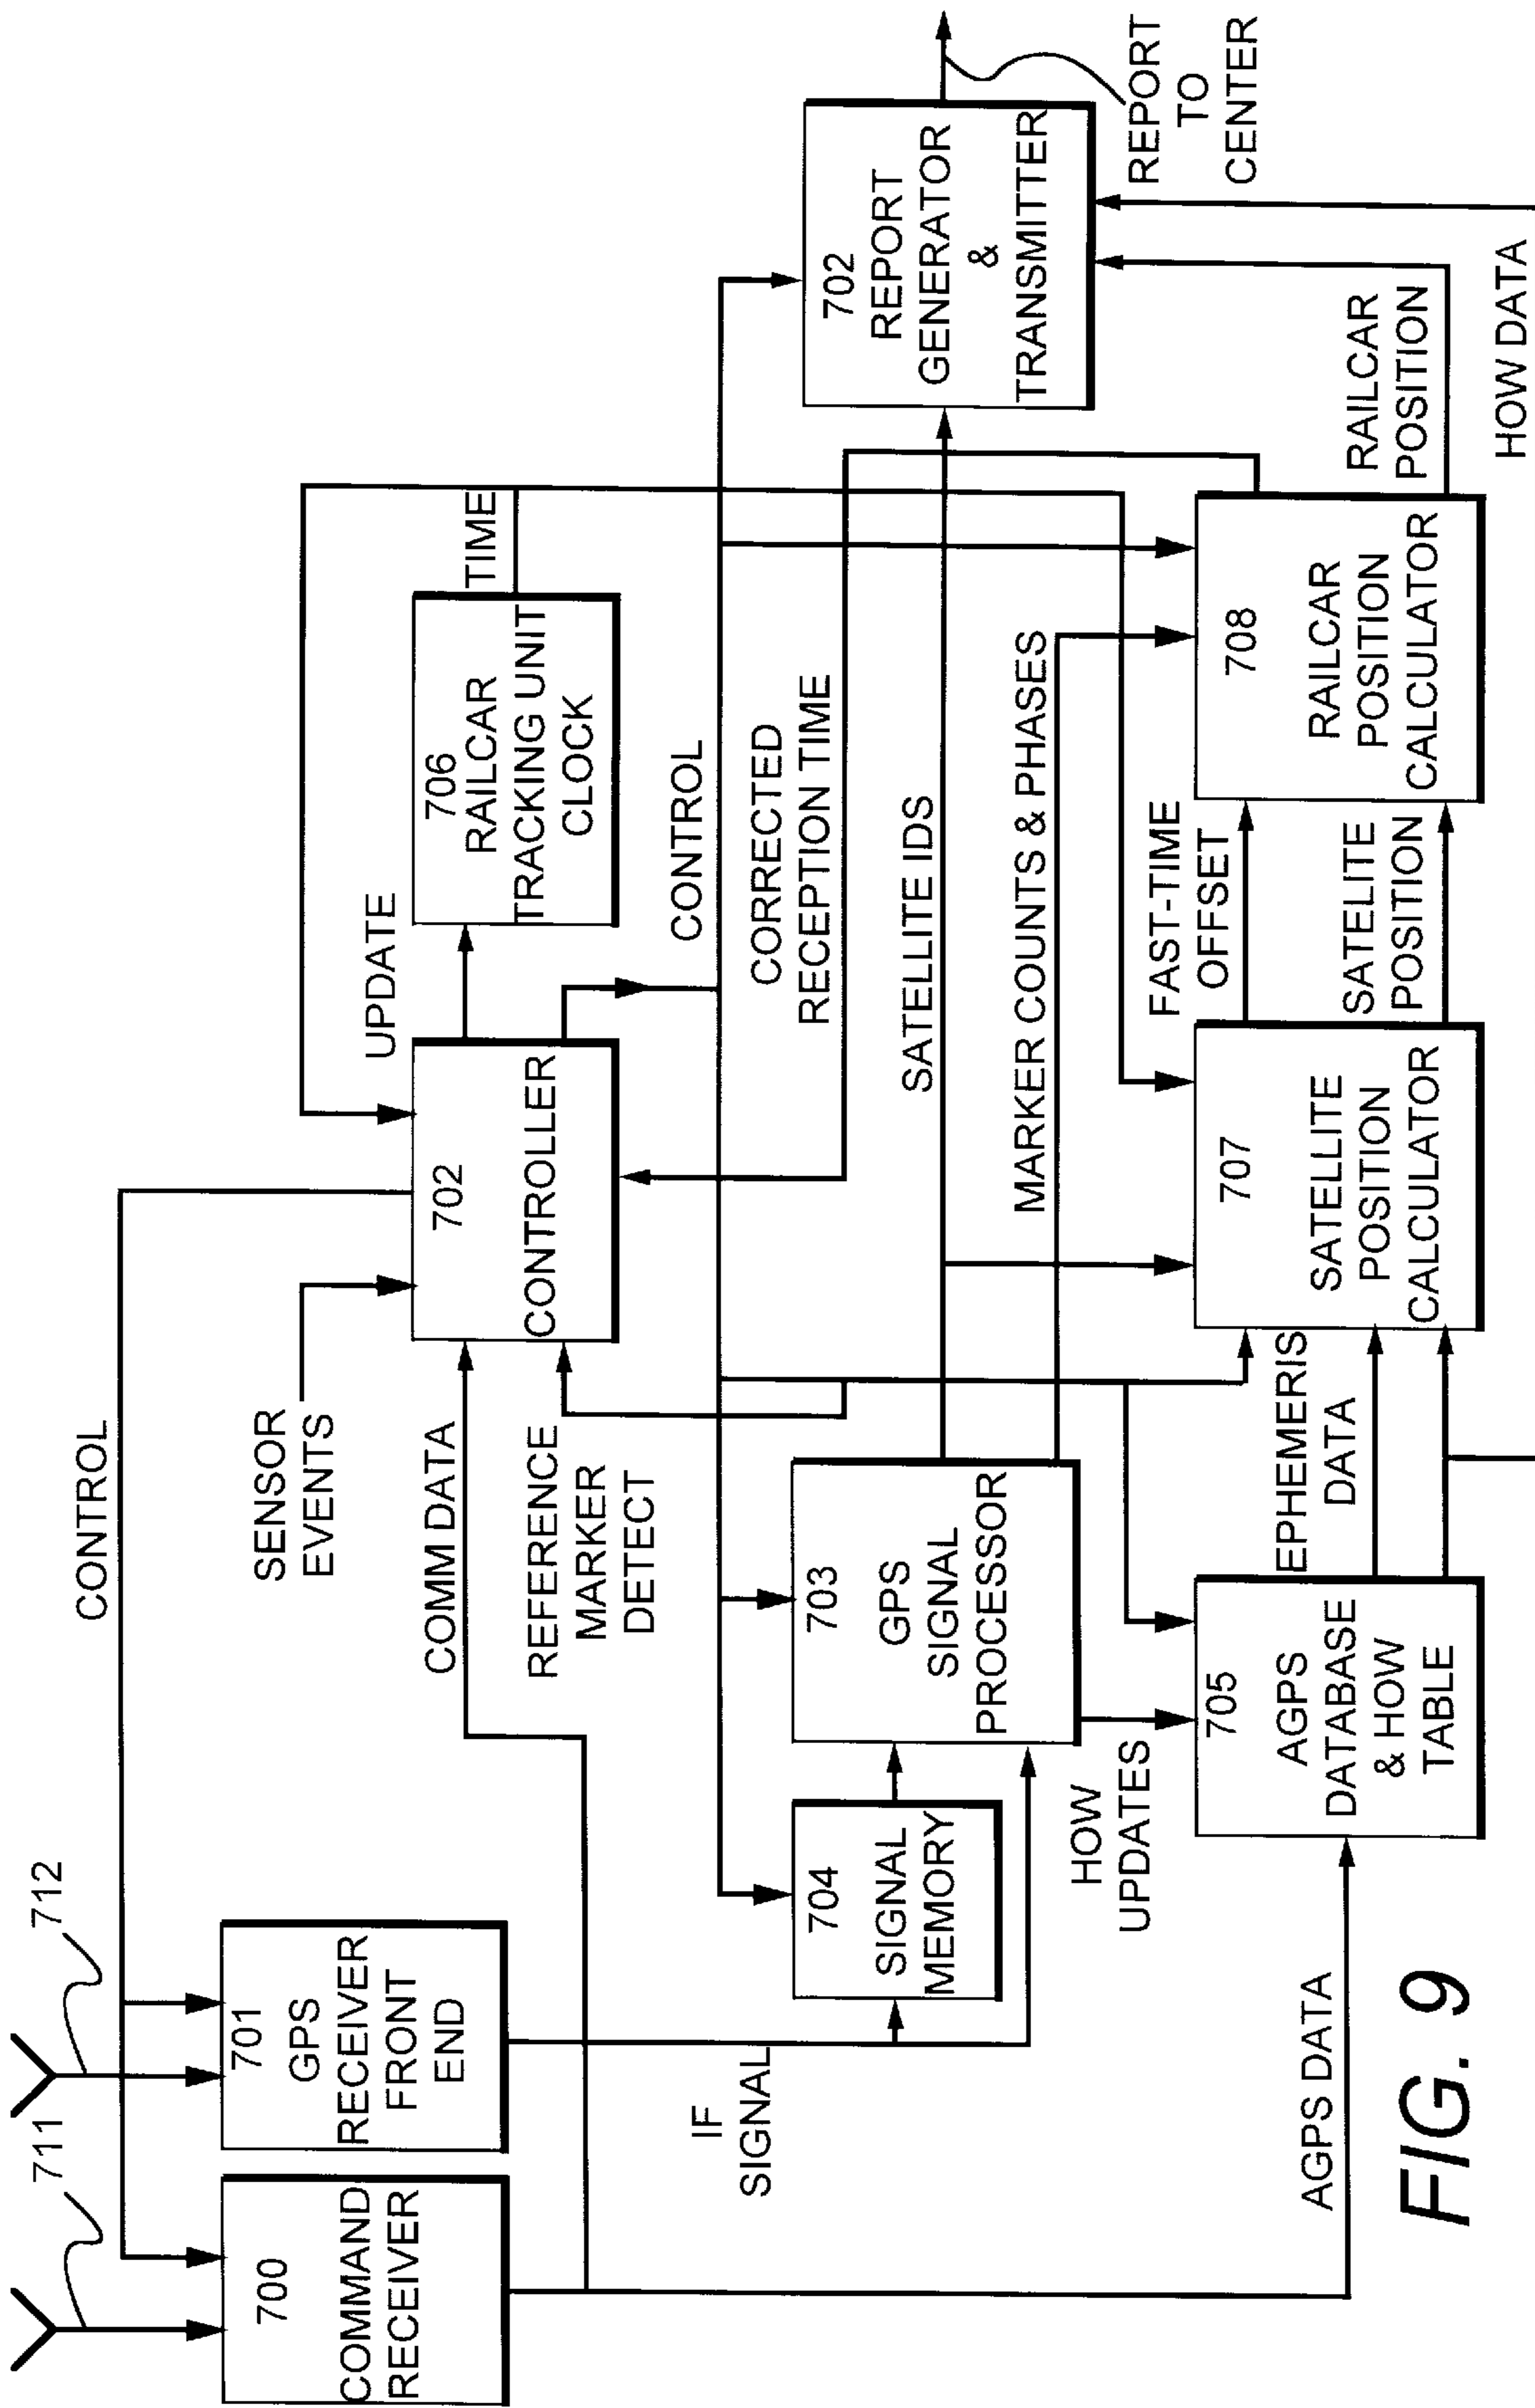 711
712
700
COMMAND
RECEIVER
701
GPS
RECEIVER
FRONT
END
CONTROL
SENSOR
EVENTS
COMM DATA
REFERENCE
MARKER
DETECT
702
CONTROLLER
UPDATE
706
RAILCAR
TRACKING UNIT
CLOCK
TIME
CONTROL
CORRECTED
RECEPTION TIME
IF
SIGNAL
704
SIGNAL
MEMORY
703
GPS
SIGNAL
PROCESSOR
SATELLITE IDS
MARKER COUNTS & PHASES
702
REPORT
GENERATOR
&
TRANSMITTER
REPORT
TO
CENTER
HOW
UPDATES
AGPS DATA
705
AGPS
DATABASE
& HOW
TABLE
EPHEMERIS
DATA
707
SATELLITE
POSITION
CALCULATOR
FAST-TIME
OFFSET
SATELLITE
POSITION
708
RAILCAR
POSITION
CALCULATOR
RAILCAR
POSITION
HOW DATA
FIG. 9